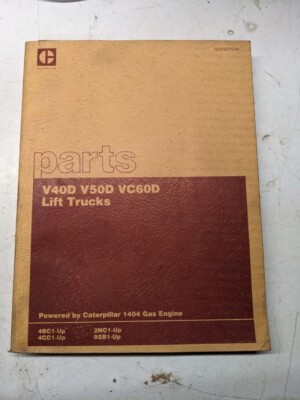 parts
V40D V50D VC60D
Lift Trucks
Powered by Caterpillar 1404 Gas Engine
4BC1-Up 2NC1-Up
4CC1-Up 9SB1-Up